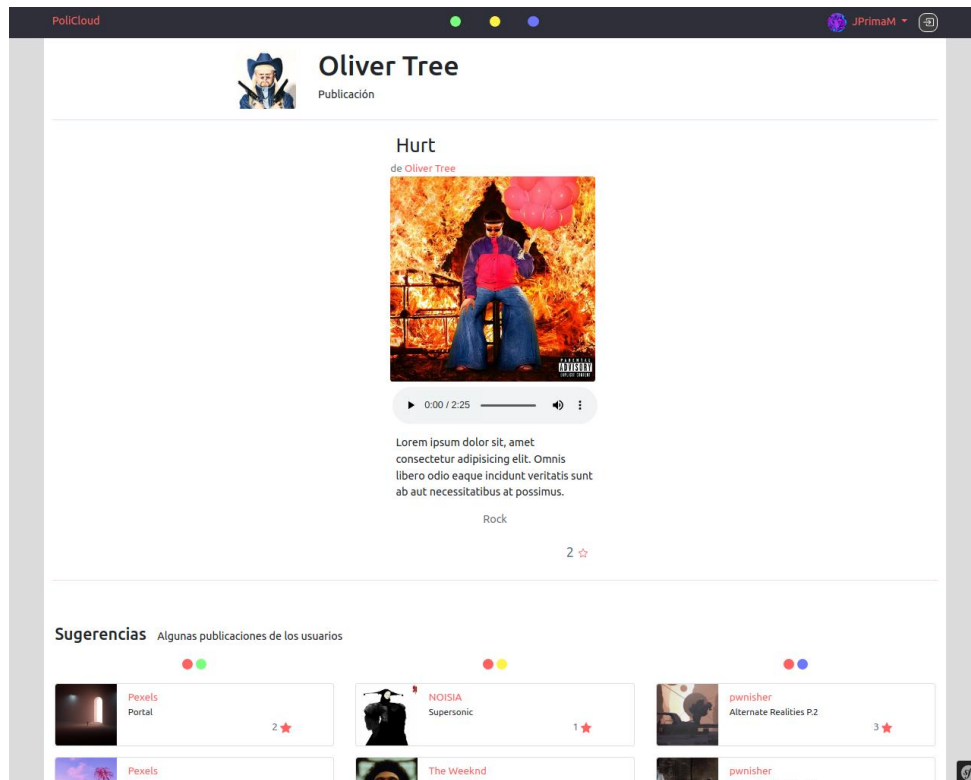 PoliCloud
JPrimaM
Oliver Tree
Publicación
Hurt
de Oliver Tree
PARENTAL
ADVISORY
EXPLICIT CONTENT
0:00 / 2:25
Lorem ipsum dolor sit, amet
consectetur adipisicing elit. Omnis
libero odio eaque incidunt veritatis sunt
ab aut necessitatibus at possimus.
Rock
2
Sugerencias Algunas publicaciones de los usuarios
Pexels
Portal
2
NOISIA
Supersonic
1
pwnisher
Alternate Realities P.2
3
Pexels
The Weeknd
pwnisher